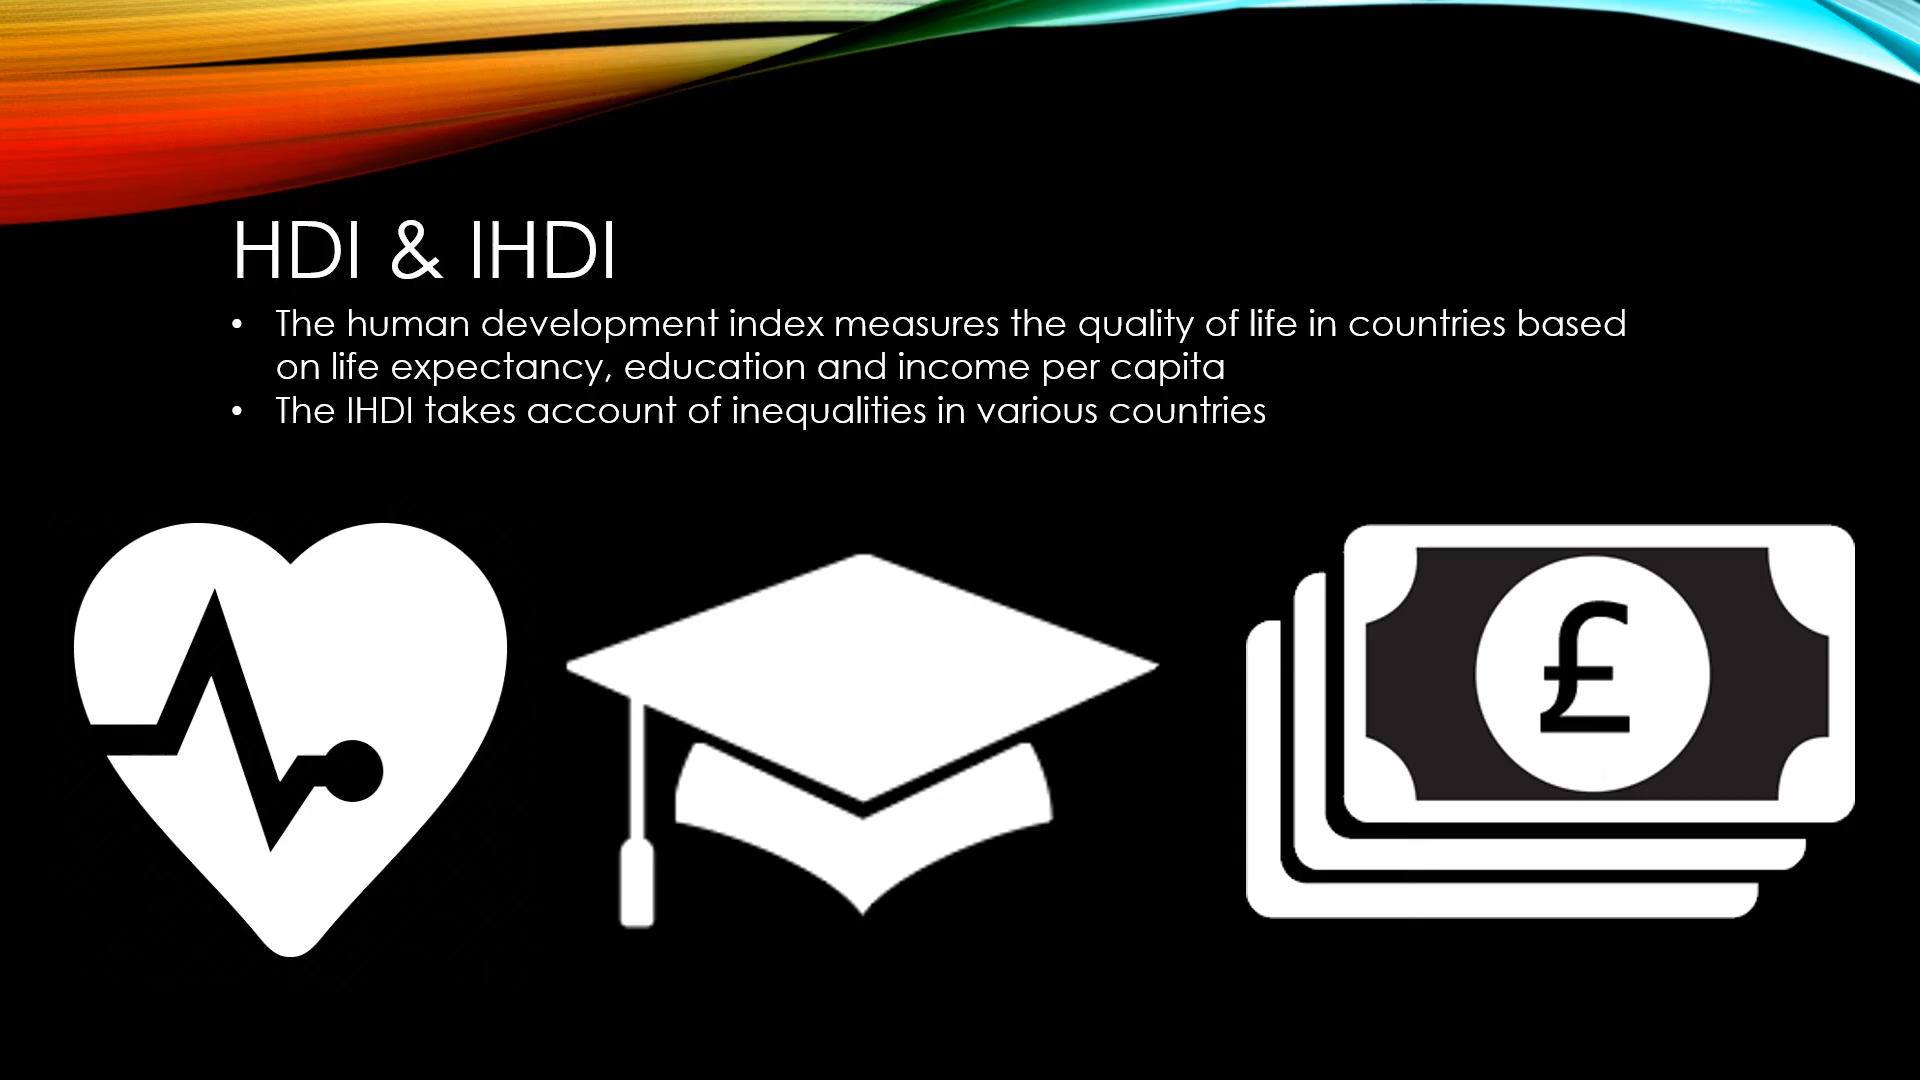 HDI & IHDI
• The human development index measures the quality of life in countries based
on life expectancy, education and income per capita
• The IHDI takes account of inequalities in various countries
£